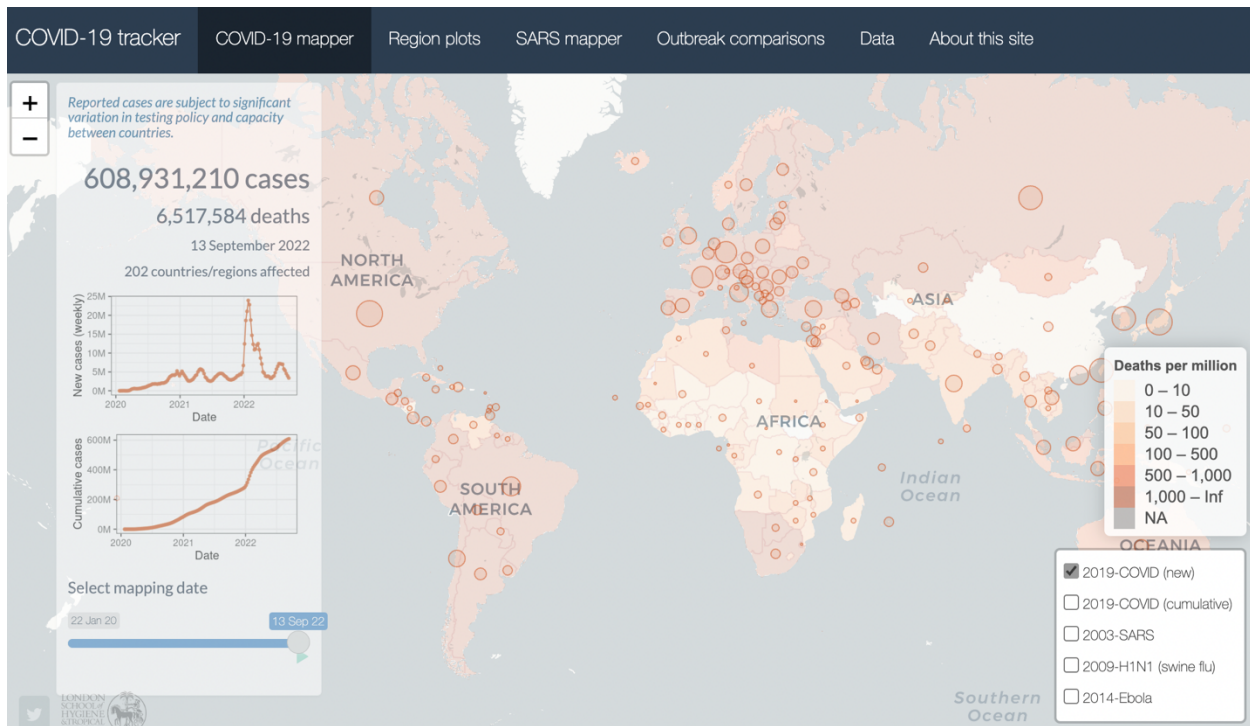 COVID-19 tracker
COVID-19 mapper
Region plots
SARS mapper
Outbreak comparisons
Data
About this site
+
−
Reported cases are subject to significant
variation in testing policy and capacity
between countries.
608,931,210 cases
6,517,584 deaths
13 September 2022
202 countries/regions affected
New cases (weekly)
25M
20M
15M
10M
5M
0M
2020
2021
2022
Date
Cumulative cases
600M
400M
200M
0M
2020
2021
2022
Date
Select mapping date
22 Jan 20
13 Sep 22
LONDON
SCHOOL of
HYGIENE
&TROPICAL
Pacific
Ocean
NORTH
AMERICA
SOUTH
AMERICA
AFRICA
ASIA
Indian
Ocean
OCEANIA
Southern
Ocean
Deaths per million
0 – 10
10 – 50
50 – 100
100 – 500
500 – 1,000
1,000 – Inf
NA
2019-COVID (new)
2019-COVID (cumulative)
2003-SARS
2009-H1N1 (swine flu)
2014-Ebola